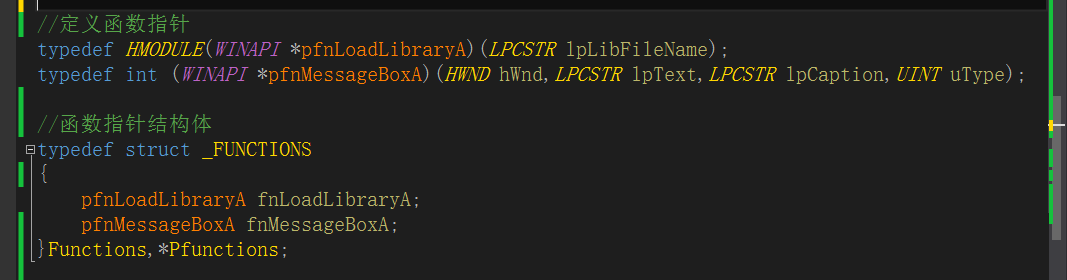 //定义函数指针
typedef HMODULE(WINAPI *pfnLoadLibraryA)(LPCSTR lpLibFileName);
typedef int (WINAPI *pfnMessageBoxA)(HWND hWnd,LPCSTR lpText,LPCSTR lpCaption,UINT uType);
//函数指针结构体
typedef struct _FUNCTIONS
{
pfnLoadLibraryA fnLoadLibraryA;
pfnMessageBoxA fnMessageBoxA;
}Functions,*Pfunctions;